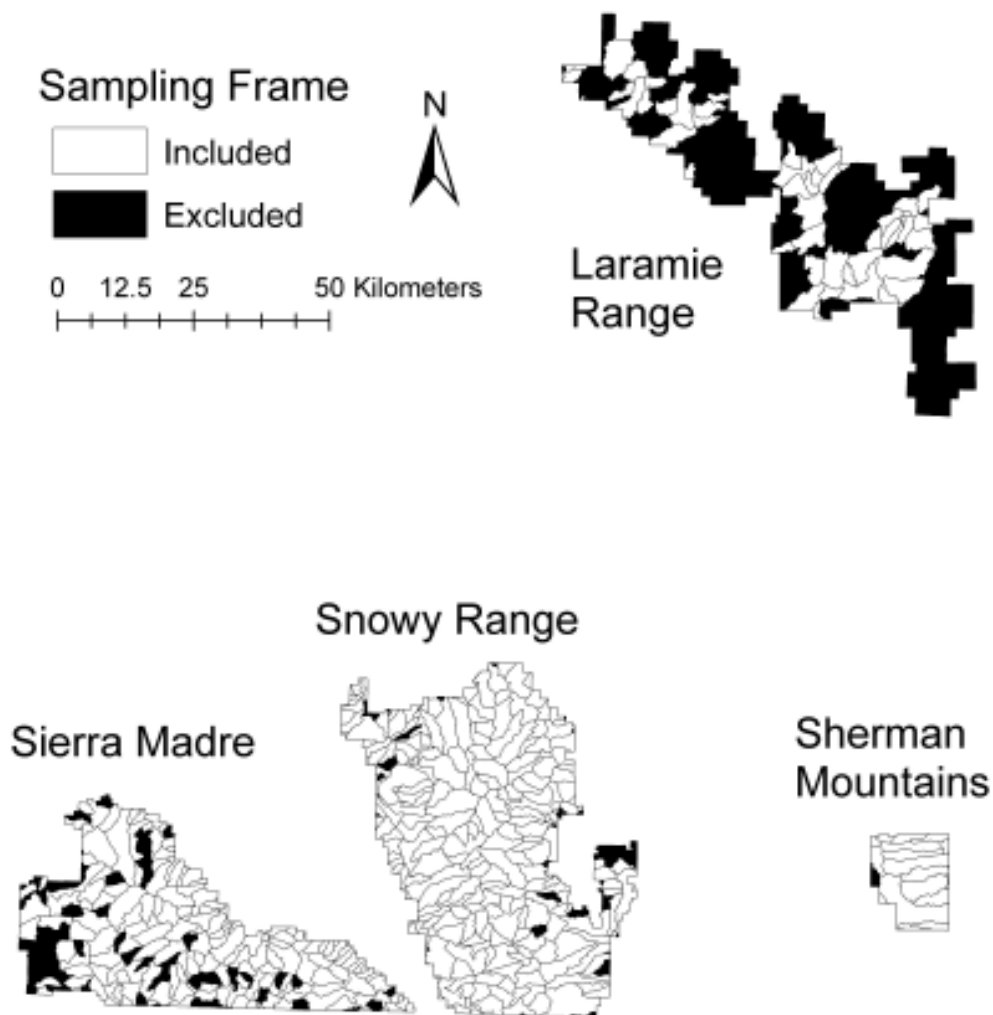 Sampling Frame
Included
Excluded
0 12.5 25 50 Kilometers
N
Laramie
Range
Snowy Range
Sierra Madre
Sherman
Mountains